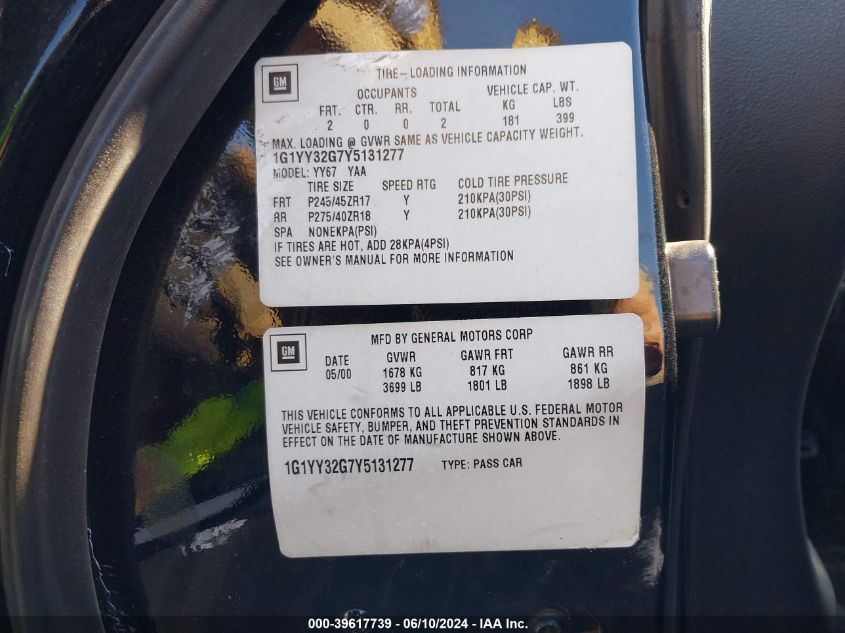 GM
TIRE-LOADING INFORMATION
OCCUPANTS VEHICLE CAP. WT.
FRT. CTR. RR. TOTAL KG LBS
2 0 0 2 181 399
MAX. LOADING @ GVWR SAME AS VEHICLE CAPACITY WEIGHT.
1G1YY32G7Y5131277
MODEL: YY67 YAA
TIRE SIZE SPEED RTG COLD TIRE PRESSURE
FRT P245/45ZR17 Y 210KPA(30PSI)
RR P275/40ZR18 Y 210KPA(30PSI)
SPA NONEKPA(PSI)
IF TIRES ARE HOT, ADD 28KPA(4PSI)
SEE OWNER'S MANUAL FOR MORE INFORMATION
GM
MFD BY GENERAL MOTORS CORP
DATE GVWR GAWR FRT GAWR RR
05/00 1678 KG 817 KG 861 KG
3699 LB 1801 LB 1898 LB
THIS VEHICLE CONFORMS TO ALL APPLICABLE U.S. FEDERAL MOTOR
VEHICLE SAFETY, BUMPER, AND THEFT PREVENTION STANDARDS IN
EFFECT ON THE DATE OF MANUFACTURE SHOWN ABOVE.
1G1YY32G7Y5131277 TYPE: PASS CAR
000-39617739 - 06/10/2024 - IAA Inc.